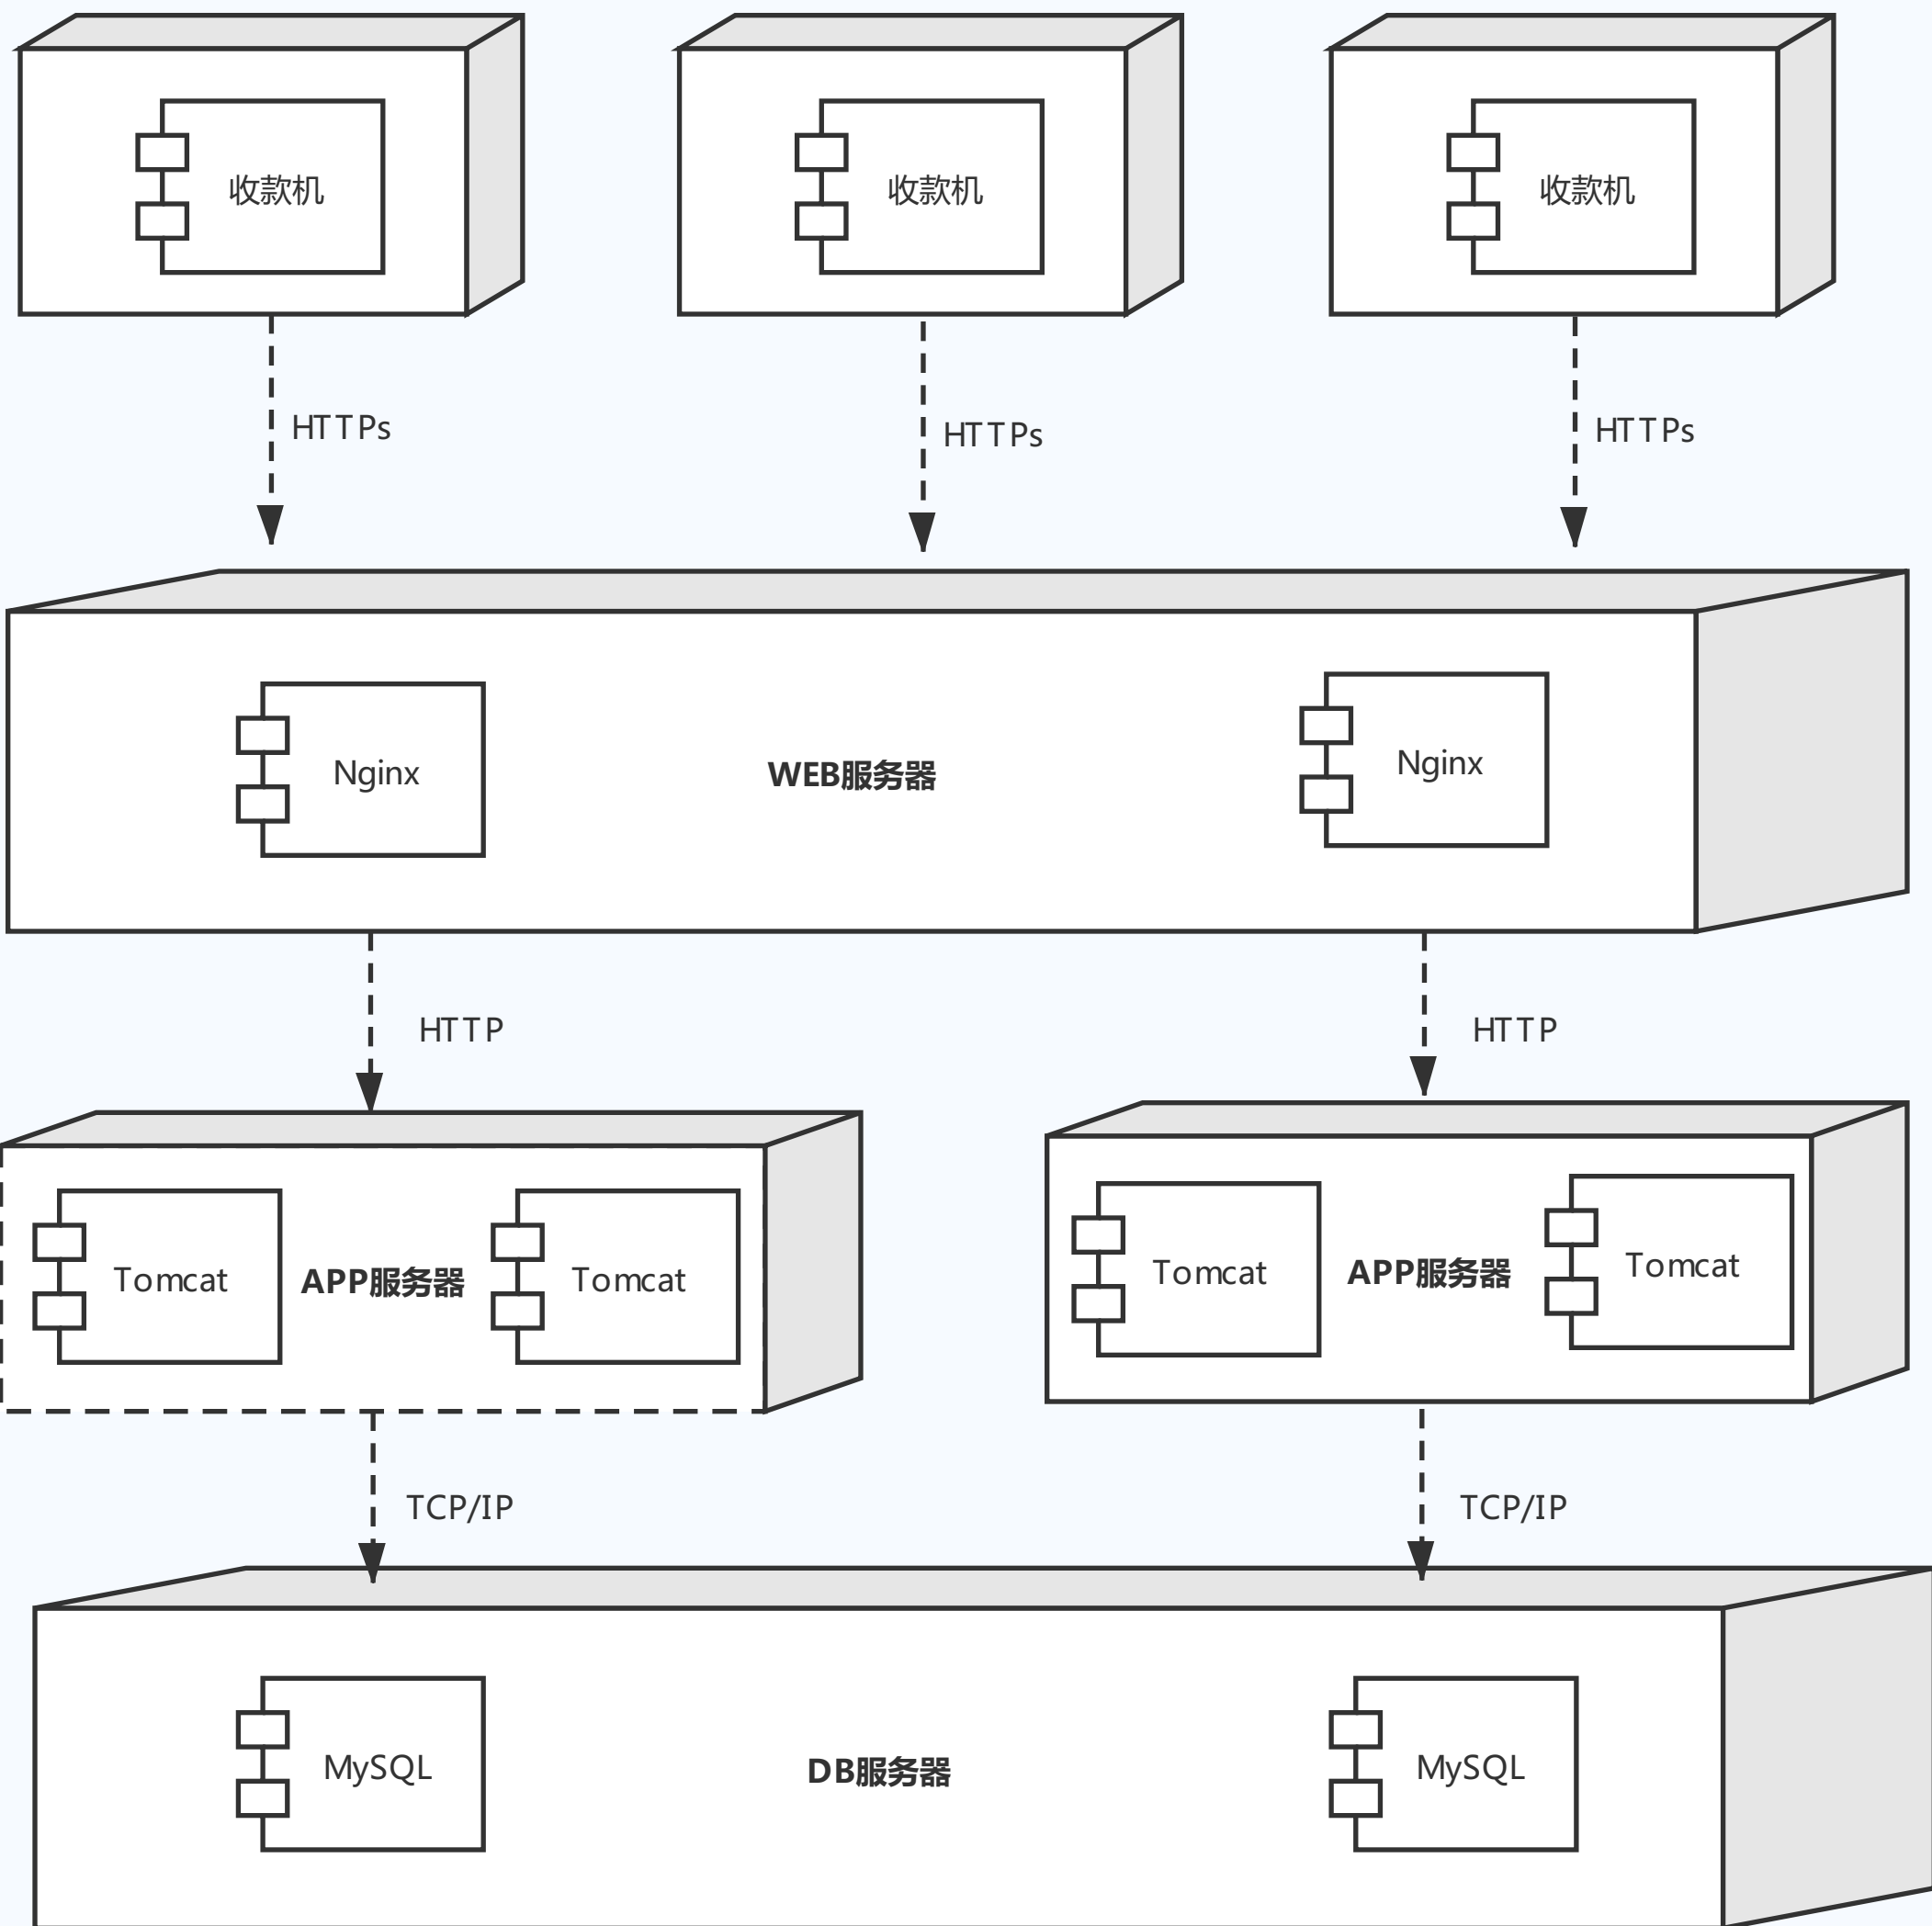 收款机
收款机
收款机
HTTPs
HTTPs
HTTPs
Nginx
WEB服务器
Nginx
HTTP
HTTP
Tomcat
APP服务器
Tomcat
Tomcat
APP服务器
Tomcat
TCP/IP
TCP/IP
MySQL
DB服务器
MySQL